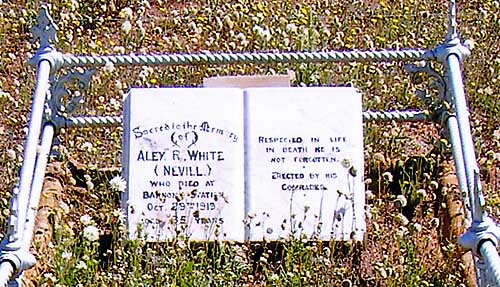 Sacred to the Memory
(of)
ALEX. R. WHITE
(NEVILL.)
WHO DIED AT
STATION
OCT. 29TH 1919,
AGED 35 YEARS
RESPECTED IN LIFE
IN DEATH HE IS
NOT FORGOTTEN.
ERECTED BY HIS
COMRADES.